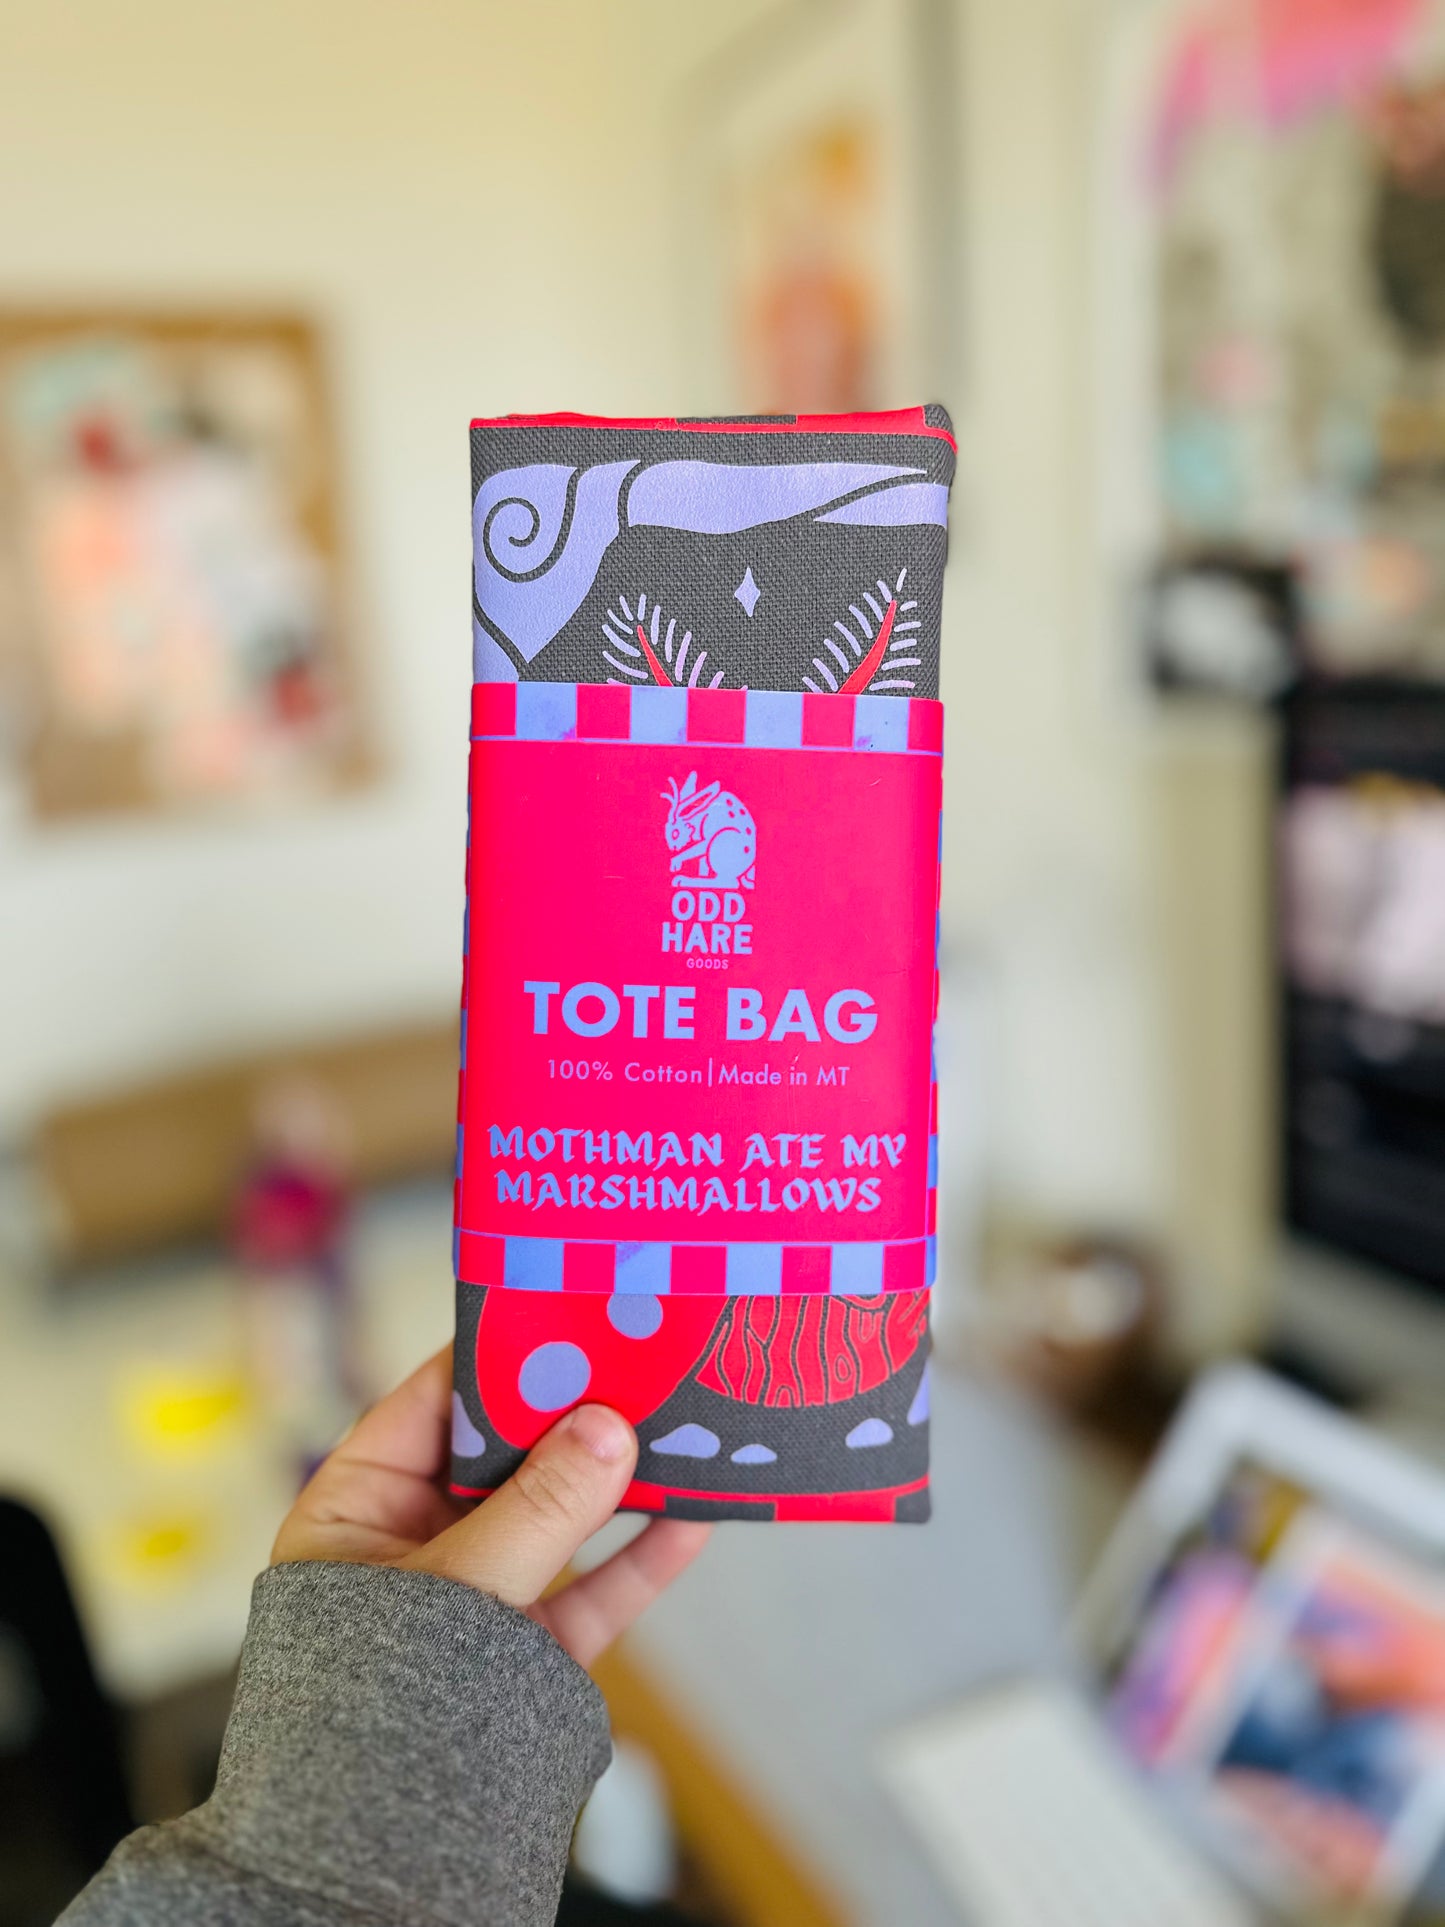 ODD
HARE
GOODS
TOTE BAG
100% Cotton|Made in MT
MOTHMAN ATE MY
MARSHMALLOWS